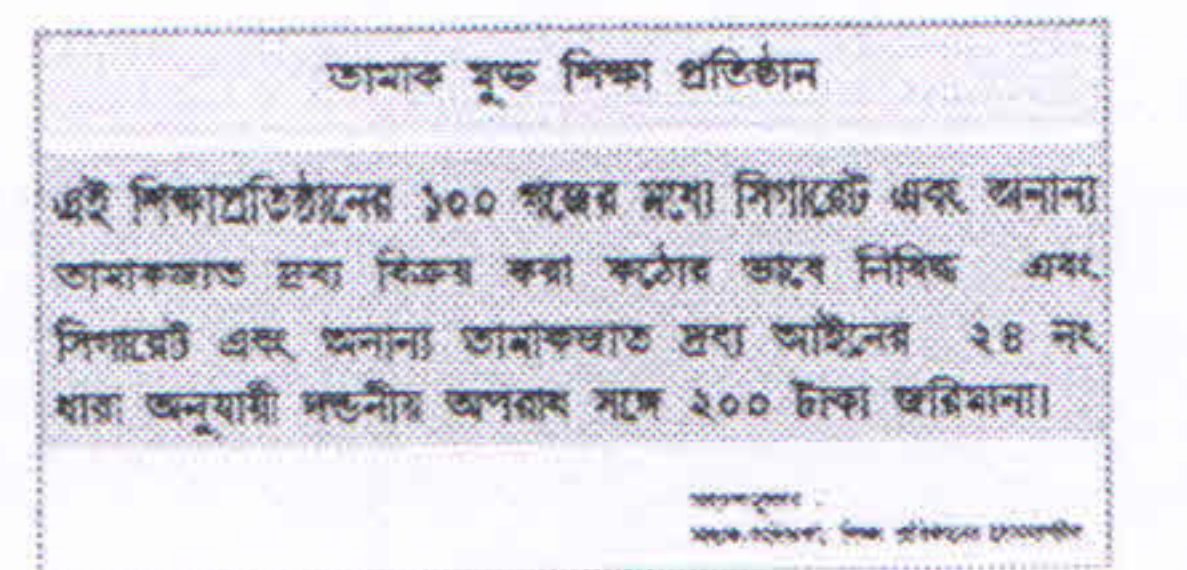 তামাক মুক্ত শিক্ষা প্রতিষ্ঠান
এই শিক্ষাপ্রতিষ্ঠানের ১০০ গজের মধ্যে সিগারেট এবং অনান্য
তামাকজাত দ্রব্য বিক্রয় করা কঠোর ভাবে নিষিদ্ধ এবং
সিগারেট এবং অনান্য তামাকজাত দ্রব্য আইনের ২৪ নং
ধারা অনুযায়ী দন্ডনীয় অপরাধ সঙ্গে ২০০ টাকা জরিমানা।